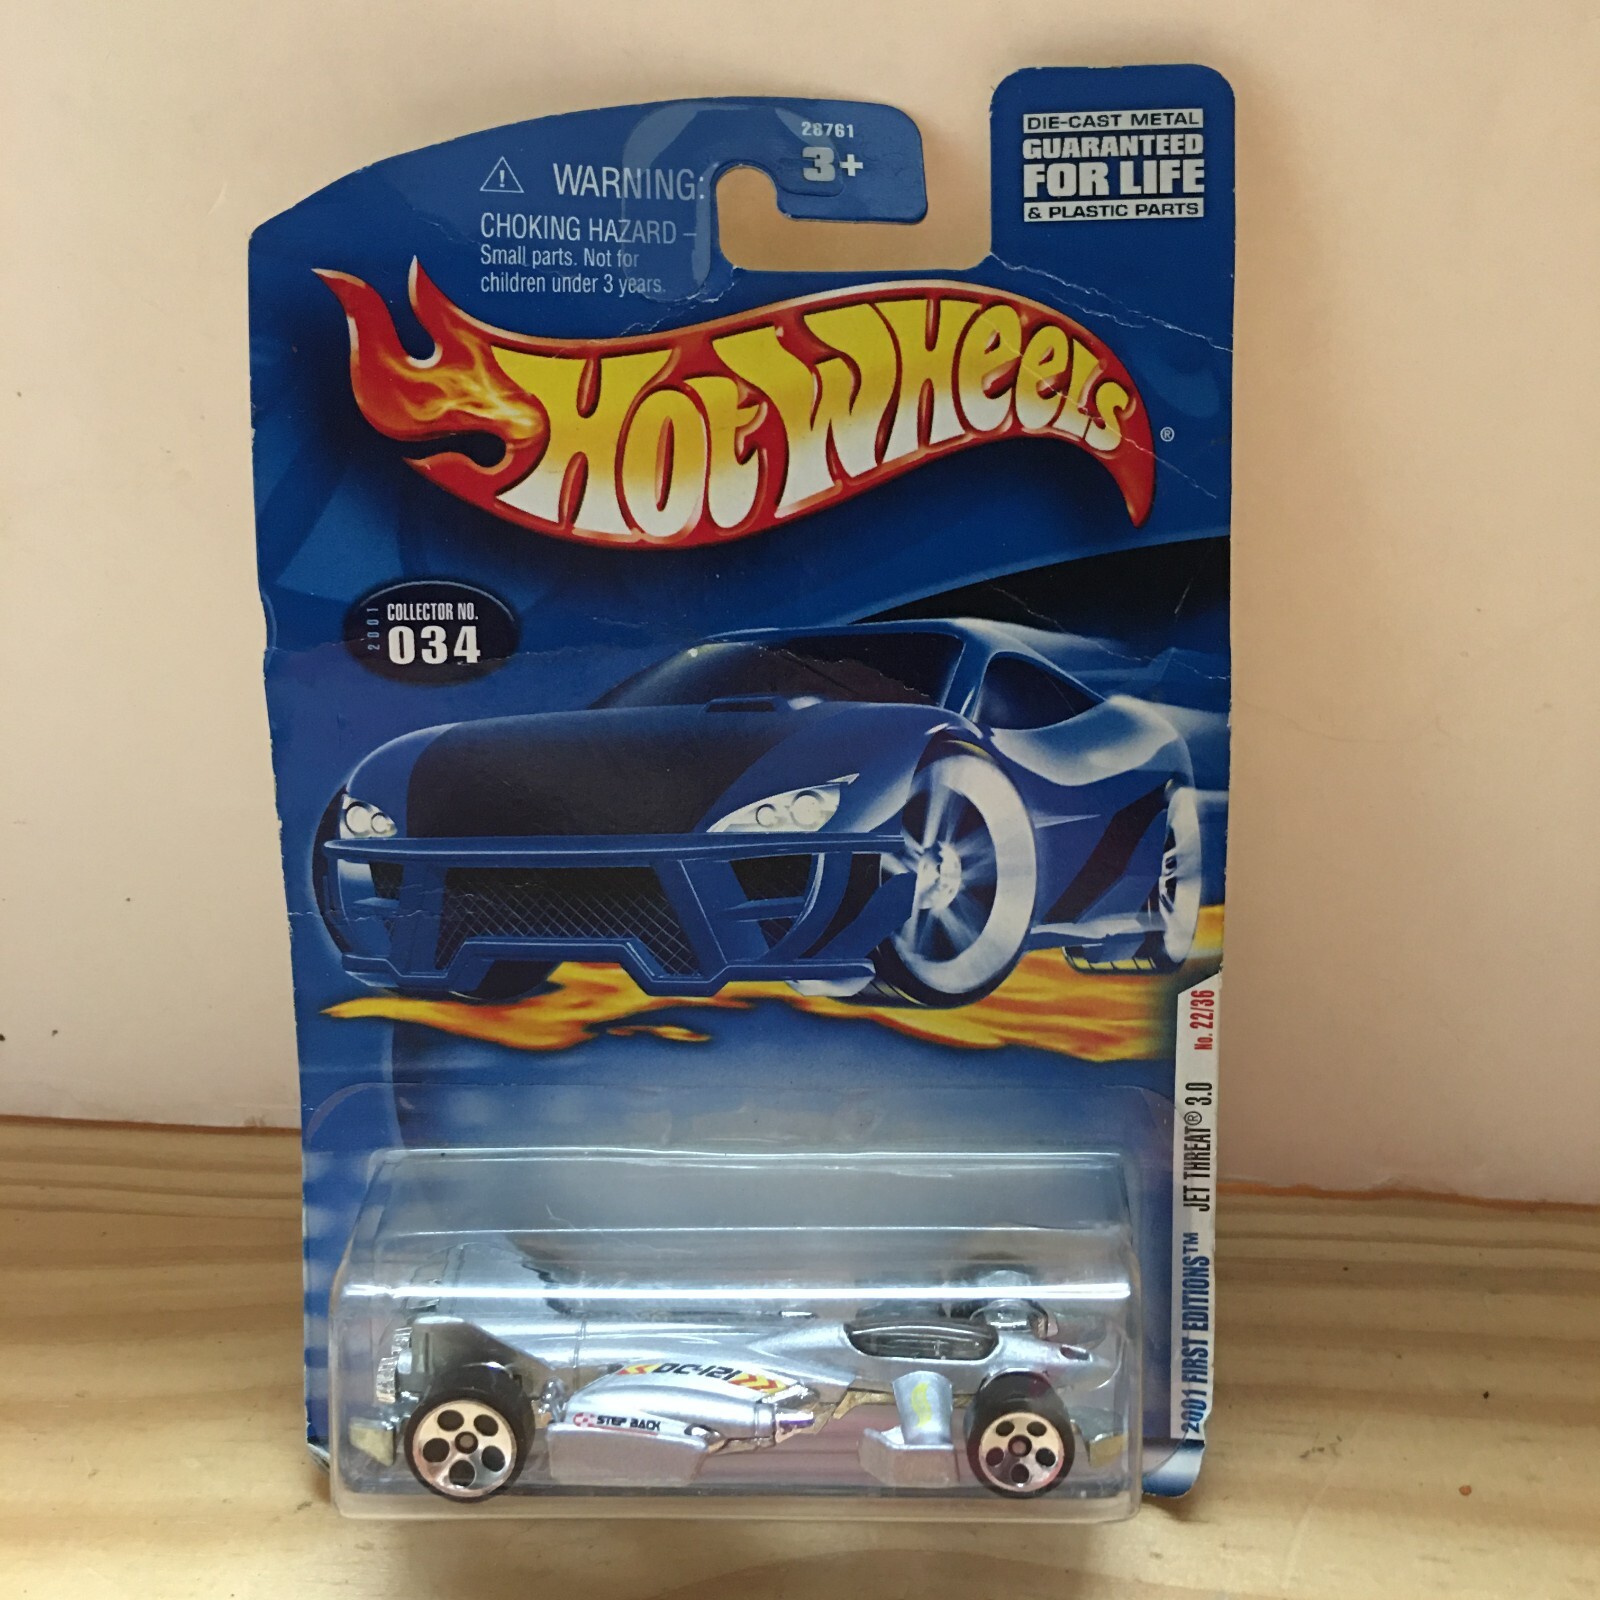 28761
3+
DIE-CAST METAL
GUARANTEED
FOR LIFE
& PLASTIC PARTS
WARNING:
CHOKING HAZARD –
Small parts. Not for
children under 3 years.
HOT WHEELS®
2001
COLLECTOR NO.
034
2001 FIRST EDITIONS™ JET THREAT® 3.0 No. 22/36
DC-121
STEP BACK